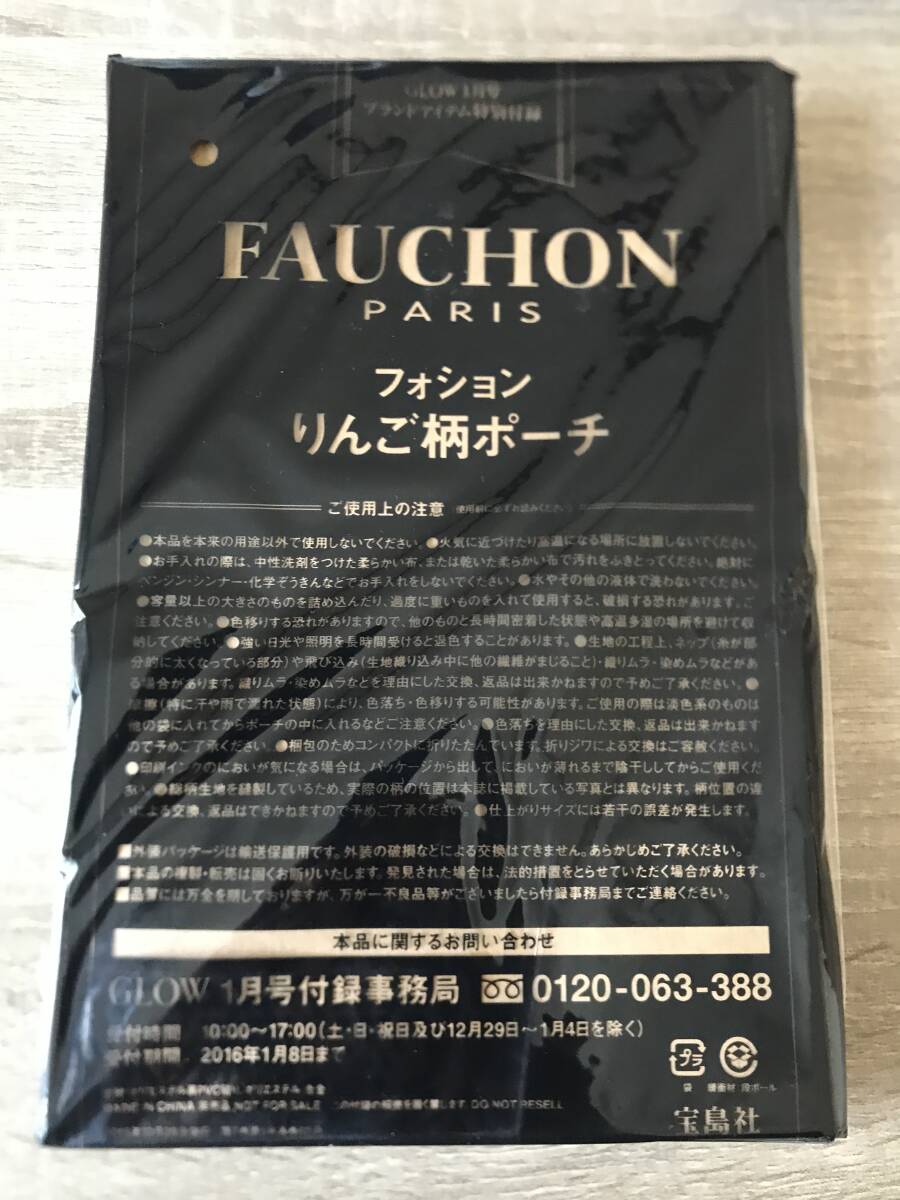 GLOW 1月号
ブランドアイテム特別付録
FAUCHON
PARIS
フォション
りんご柄ポーチ
ご使用上の注意 (使用前に必ずお読みください)
●本品を本来の用途以外で使用しないでください。●火気に近づけたり高温になる場所に放置しないでください。
●お手入れの際は、中性洗剤をつけた柔らかい布、または乾いた柔らかい布で汚れをふきとってください。絶対に
ベンジン・シンナー・化学ぞうきんなどでお手入れをしないでください。●水やその他の液体で洗わないでください。
●容量以上の大きさのものを詰め込んだり、過度に重いものを入れて使用すると、破損する恐れがあります。ご
注意ください。●色移りする恐れがありますので、他のものと長時間密着した状態や高温多湿の場所を避けて収
納してください。●強い日光や照明を長時間受けると退色することがあります。●生地の工程上、ネップ(糸が部
分的に太くなっている部分)や飛び込み(生地織り込み中に他の繊維がまじること)・織りムラ・染めムラなどがあ
る場合があります。織りムラ・染めムラなどを理由にした交換、返品は出来かねますので予めご了承ください。●
摩擦(特に汗や雨で濡れた状態)により、色落ち・色移りする可能性があります。ご使用の際は淡色系のものは
他の袋に入れてからポーチの中に入れるなどご注意ください。●色落ちを理由にした交換、返品は出来かねます
ので予めご了承ください。●梱包のためコンパクトに折りたたんでいます。折りジワによる交換はご容赦ください。
●印刷インクのにおいが気になる場合は、パッケージから出して、においが薄れるまで陰干ししてからご使用くだ
さい。●総柄生地を縫製しているため、実際の柄の位置は本誌に掲載している写真とは異なります。柄位置の違
いによる交換、返品はできかねますので予めご了承ください。●仕上がりサイズには若干の誤差が発生します。
■外装パッケージは輸送保護用です。外装の破損などによる交換はできません。あらかじめご了承ください。
■本品の複製・転売は固くお断りいたします。発見された場合は、法的措置をとらせていただく場合があります。
■品質には万全を期しておりますが、万が一不良品等がございましたら付録事務局までご連絡ください。
本品に関するお問い合わせ
GLOW 1月号付録事務局 0120-063-388
受付時間 10:00〜17:00(土・日・祝日及び12月29日〜1月4日を除く)
受付期間 2016年1月8日まで
プラ
袋 緩衝材 段ボール
MADE IN CHINA 非売品 NOT FOR SALE この付録の転売を固く禁じます。DO NOT RESELL
宝島社